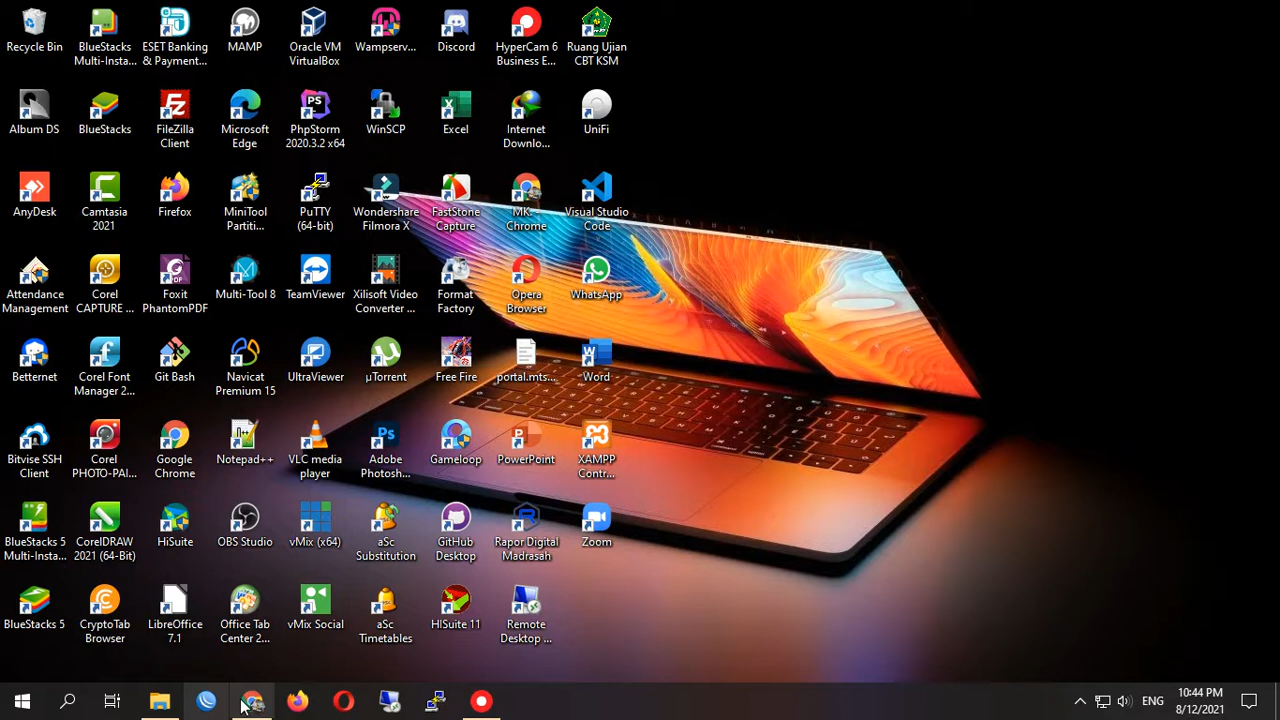 Recycle Bin
BlueStacks
Multi-Insta...
ESET Banking
& Payment...
MAMP
Oracle VM
VirtualBox
Wampserv...
Discord
HyperCam 6
Business E...
Ruang Ujian
CBT KSM
Album DS
BlueStacks
FileZilla
Client
Microsoft
Edge
PhpStorm
2020.3.2 x64
WinSCP
Excel
Internet
Downlo...
UniFi
AnyDesk
Camtasia
2021
Firefox
MiniTool
Partiti...
PuTTY
(64-bit)
Wondershare
Filmora X
FastStone
Capture
MK. -
Chrome
Visual Studio
Code
Attendance
Management
Corel
CAPTURE ...
Foxit
PhantomPDF
Multi-Tool 8
TeamViewer
Xilisoft Video
Converter ...
Format
Factory
Opera
Browser
WhatsApp
Betternet
Corel Font
Manager 2...
Git Bash
Navicat
Premium 15
UltraViewer
µTorrent
Free Fire
portal.mts...
Word
Bitvise SSH
Client
Corel
PHOTO-PAI...
Google
Chrome
Notepad++
VLC media
player
Adobe
Photosh...
Gameloop
PowerPoint
XAMPP
Contr...
BlueStacks 5
Multi-Insta...
CorelDRAW
2021 (64-Bit)
HiSuite
OBS Studio
vMix (x64)
aSc
Substitution
GitHub
Desktop
Rapor Digital
Madrasah
Zoom
BlueStacks 5
CryptoTab
Browser
LibreOffice
7.1
Office Tab
Center 2...
vMix Social
aSc
Timetables
HISuite 11
Remote
Desktop ...
ENG
10:44 PM
8/12/2021